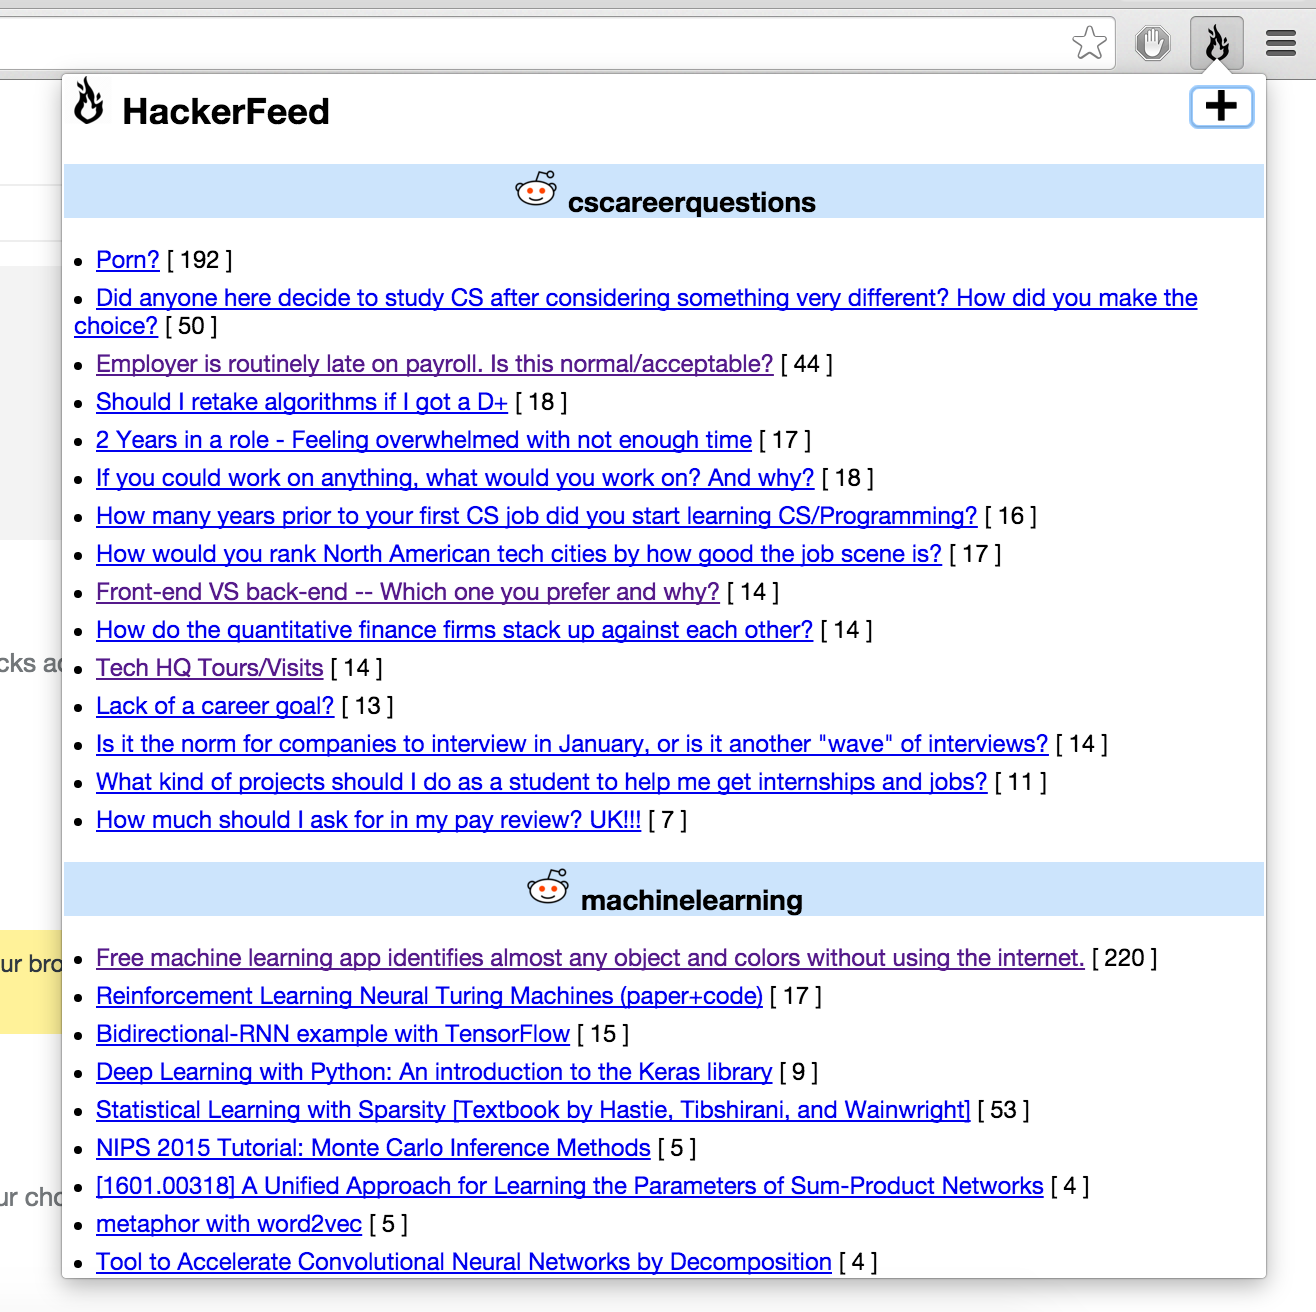 HackerFeed
cscareerquestions
• Porn? [ 192 ]
• Did anyone here decide to study CS after considering something very different? How did you make the
choice? [ 50 ]
• Employer is routinely late on payroll. Is this normal/acceptable? [ 44 ]
• Should I retake algorithms if I got a D+ [ 18 ]
• 2 Years in a role - Feeling overwhelmed with not enough time [ 17 ]
• If you could work on anything, what would you work on? And why? [ 18 ]
• How many years prior to your first CS job did you start learning CS/Programming? [ 16 ]
• How would you rank North American tech cities by how good the job scene is? [ 17 ]
• Front-end VS back-end -- Which one you prefer and why? [ 14 ]
• How do the quantitative finance firms stack up against each other? [ 14 ]
cks ac
• Tech HQ Tours/Visits [ 14 ]
• Lack of a career goal? [ 13 ]
• Is it the norm for companies to interview in January, or is it another "wave" of interviews? [ 14 ]
• What kind of projects should I do as a student to help me get internships and jobs? [ 11 ]
• How much should I ask for in my pay review? UK!!! [ 7 ]
machinelearning
ur bro
• Free machine learning app identifies almost any object and colors without using the internet. [ 220 ]
• Reinforcement Learning Neural Turing Machines (paper+code) [ 17 ]
• Bidirectional-RNN example with TensorFlow [ 15 ]
• Deep Learning with Python: An introduction to the Keras library [ 9 ]
• Statistical Learning with Sparsity [Textbook by Hastie, Tibshirani, and Wainwright] [ 53 ]
• NIPS 2015 Tutorial: Monte Carlo Inference Methods [ 5 ]
• [1601.00318] A Unified Approach for Learning the Parameters of Sum-Product Networks [ 4 ]
ur cho
• metaphor with word2vec [ 5 ]
• Tool to Accelerate Convolutional Neural Networks by Decomposition [ 4 ]